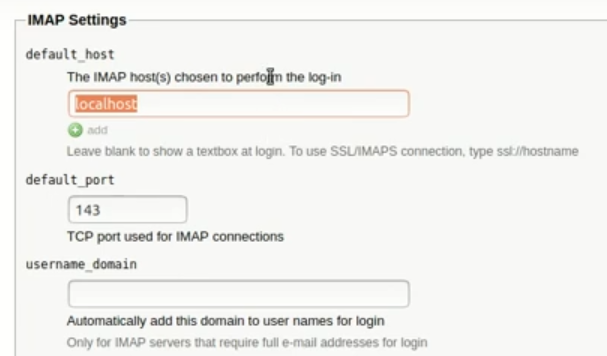 IMAP Settings
default_host
The IMAP host(s) chosen to perform the log-in
localhost
add
Leave blank to show a textbox at login. To use SSL/IMAPS connection, type ssl://hostname
default_port
143
TCP port used for IMAP connections
username_domain
Automatically add this domain to user names for login
Only for IMAP servers that require full e-mail addresses for login